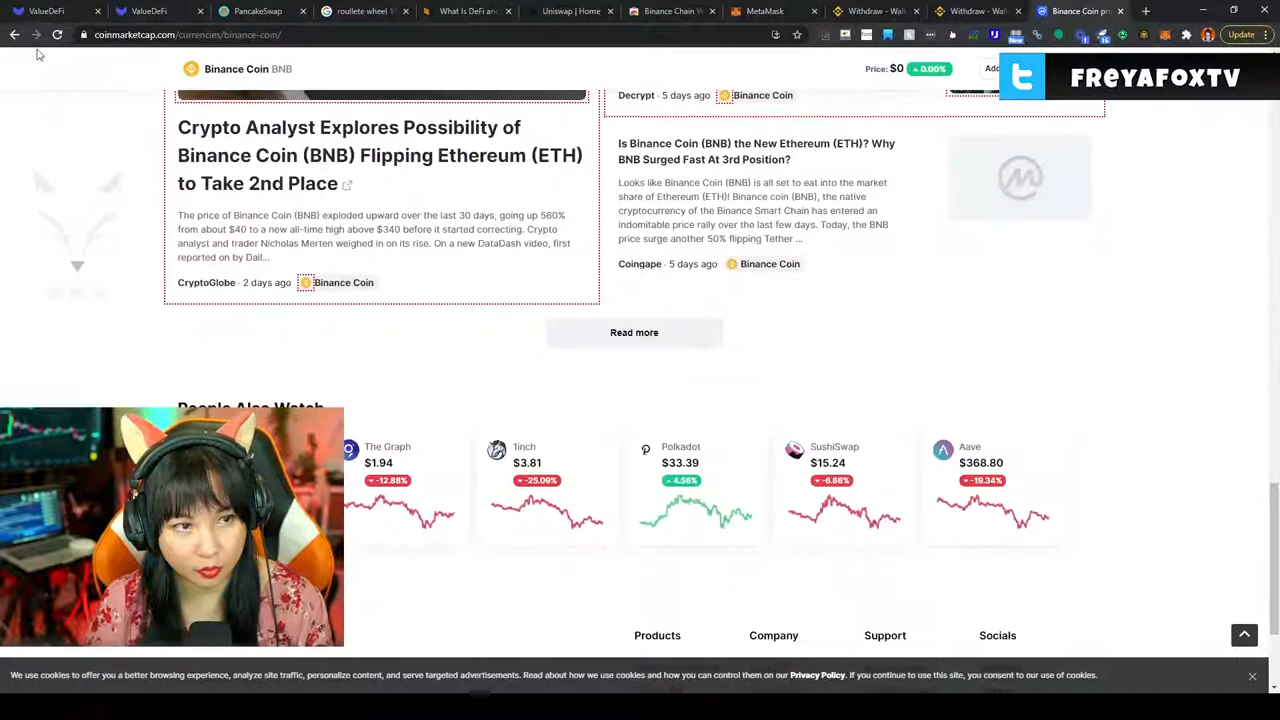 ValueDeFi
ValueDeFi
PancakeSwap
roullete wheel
What Is DeFi and
Uniswap | Home
Binance Chain W
MetaMask
Withdraw - Wall
Withdraw - Wall
Binance Coin pr
coinmarketcap.com/currencies/binance-coin/
Update
Binance Coin BNB
Price: $0 0.00%
Add
FREYAFOXTV
Decrypt · 5 days ago Binance Coin
Crypto Analyst Explores Possibility of
Binance Coin (BNB) Flipping Ethereum (ETH)
to Take 2nd Place
The price of Binance Coin (BNB) exploded upward over the last 30 days, going up 560%
from about $40 to a new all-time high above $340 before it started correcting. Crypto
analyst and trader Nicholas Merten weighed in on its rise. On a new DataDash video, first
reported on by Dail...
CryptoGlobe · 2 days ago Binance Coin
Is Binance Coin (BNB) the New Ethereum (ETH)? Why
BNB Surged Fast At 3rd Position?
Looks like Binance Coin (BNB) is all set to eat into the market
share of Ethereum (ETH)! Binance coin (BNB), the native
cryptocurrency of the Binance Smart Chain has entered an
indomitable price rally over the last few days. Today, the BNB
price surge another 50% flipping Tether ...
Coingape · 5 days ago Binance Coin
Read more
People Also Watch
The Graph
$1.94
-12.88%
1inch
$3.81
-25.09%
Polkadot
$33.39
4.56%
SushiSwap
$15.24
-6.66%
Aave
$368.80
-19.34%
Products
Company
Support
Socials
We use cookies to offer you a better browsing experience, analyze site traffic, personalize content, and serve targeted advertisements. Read about how we use cookies and how you can control them on our Privacy Policy. If you continue to use this site, you consent to our use of cookies.